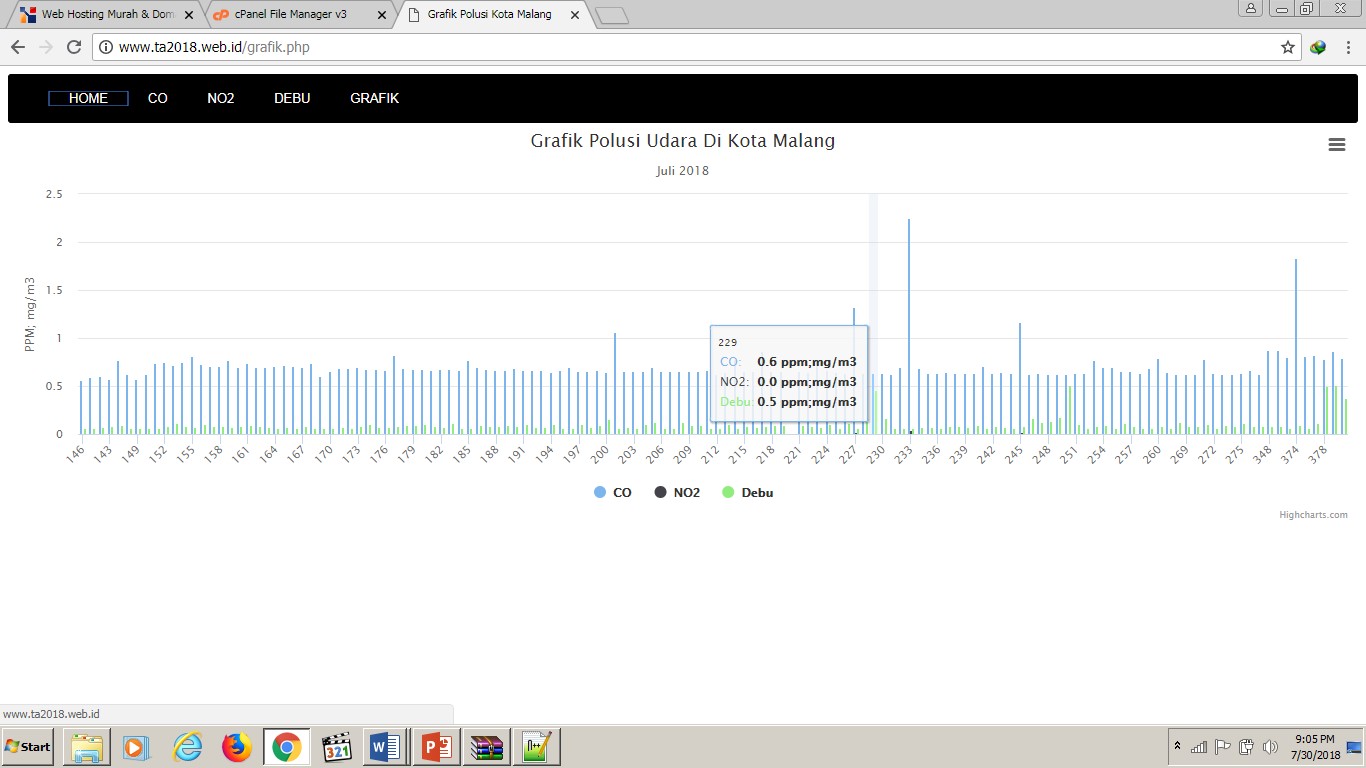 Web Hosting Murah & Dom
cPanel File Manager v3
Grafik Polusi Kota Malang
www.ta2018.web.id/grafik.php
HOME CO NO2 DEBU GRAFIK
Grafik Polusi Udara Di Kota Malang
Juli 2018
PPM; mg/m3
2.5
2
1.5
1
0.5
0
229
CO: 0.6 ppm;mg/m3
NO2: 0.0 ppm;mg/m3
Debu: 0.5 ppm;mg/m3
146 143 149 152 155 158 161 170 173 176 179 182 185 188 191 194 197 200 203 206 209 212 215 218 221 224 227 230 233 236 239 242 245 248 251 254 257 260 269 272 275 348 374 378
CO NO2 Debu
Highcharts.com
www.ta2018.web.id
Start
321
9:05 PM
7/30/2018